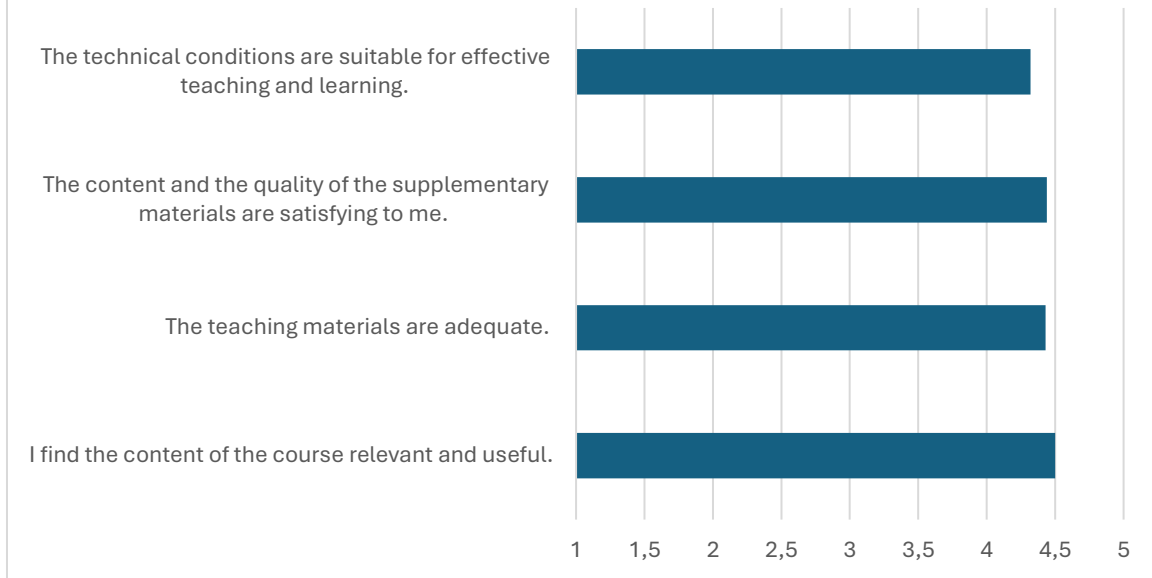 The technical conditions are suitable for effective
teaching and learning.
The content and the quality of the supplementary
materials are satisfying to me.
The teaching materials are adequate.
I find the content of the course relevant and useful.
1 1,5 2 2,5 3 3,5 4 4,5 5